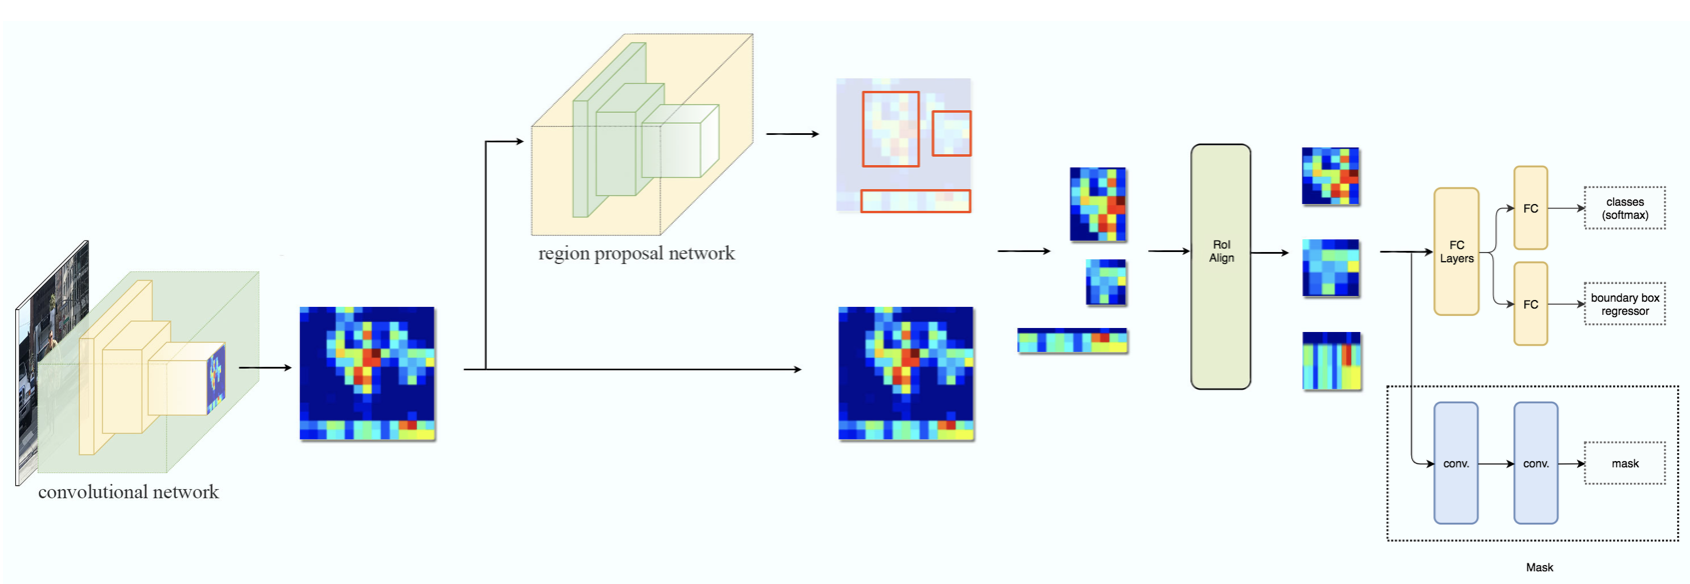 convolutional network
region proposal network
RoI
Align
FC
Layers
FC
classes
(softmax)
FC
boundary box
regressor
conv.
conv.
mask
Mask